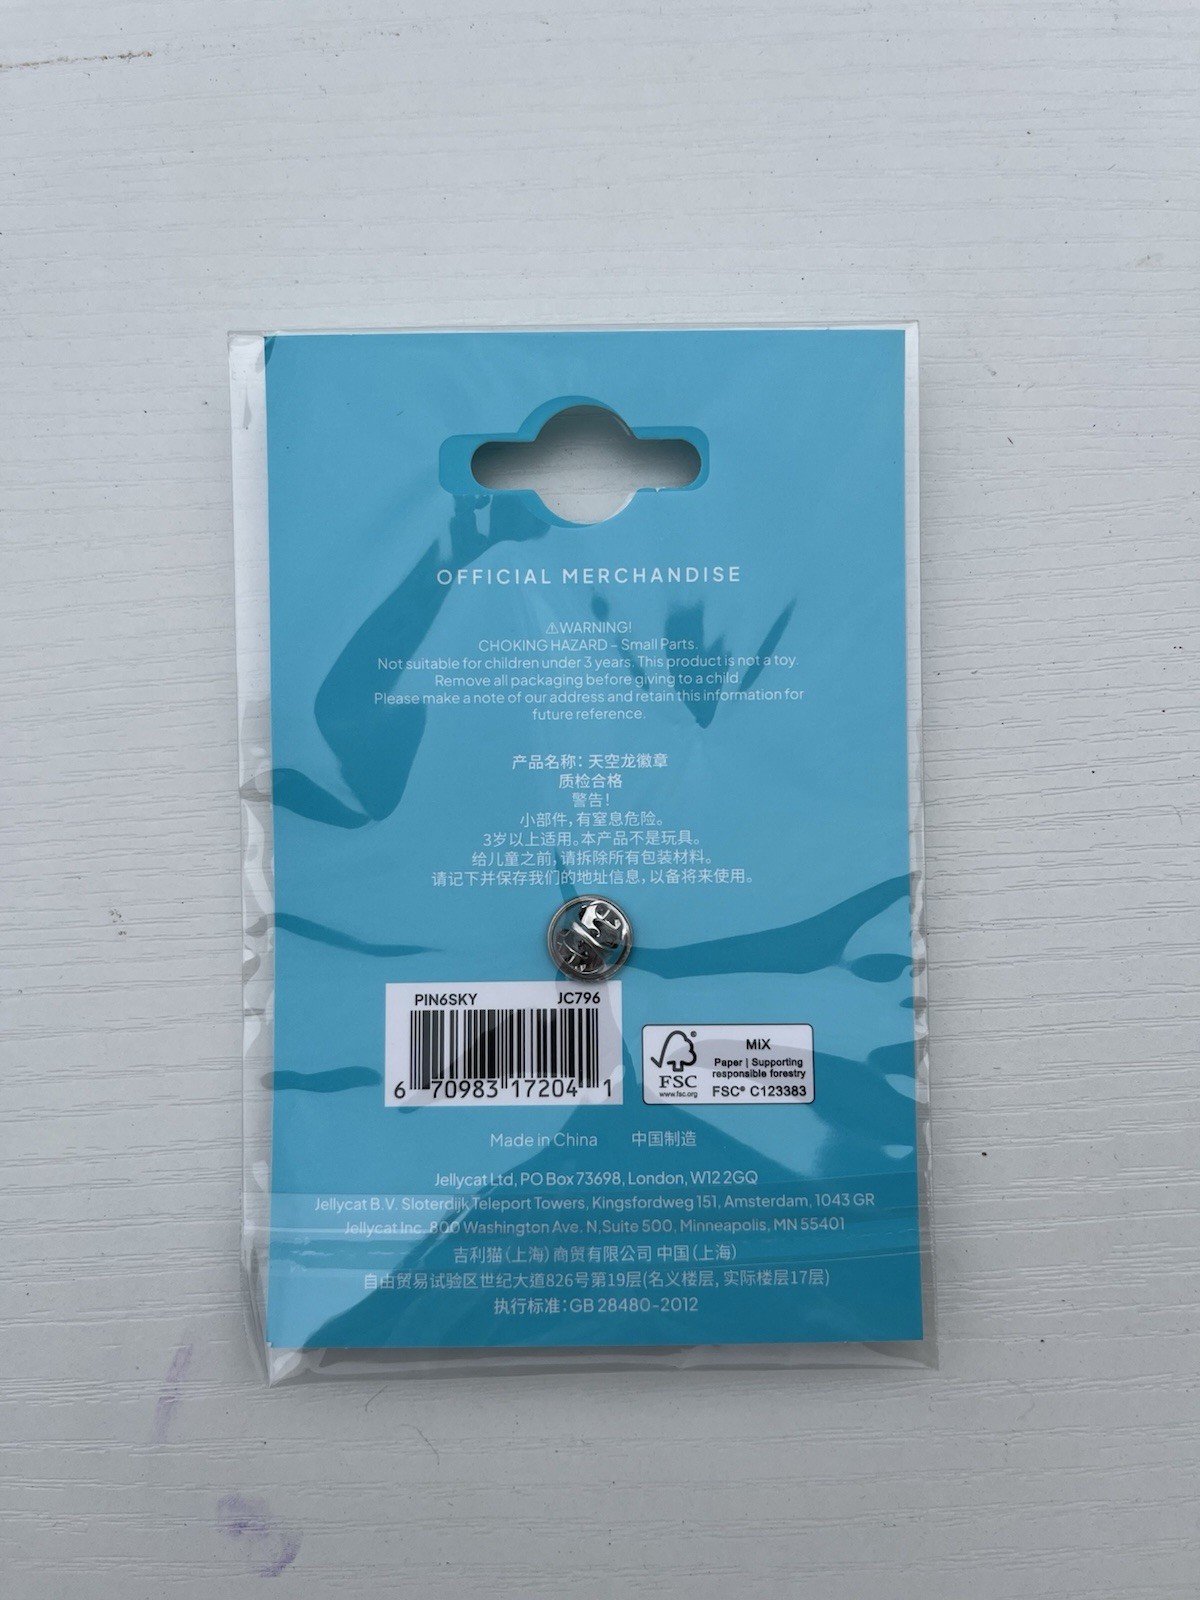 OFFICIAL MERCHANDISE
⚠WARNING!
CHOKING HAZARD - Small Parts.
Not suitable for children under 3 years. This product is not a toy.
Remove all packaging before giving to a child.
Please make a note of our address and retain this information for
future reference.
产品名称：天空龙徽章
质检合格
警告！
小部件，有窒息危险。
3岁以上适用。本产品不是玩具。
给儿童之前，请拆除所有包装材料。
请记下并保存我们的地址信息，以备将来使用。
PIN6SKY JC796
6 70983 17204 1
FSC®
www.fsc.org
MIX
Paper | Supporting
responsible forestry
FSC® C123383
Made in China 中国制造
Jellycat Ltd, PO Box 73698, London, W12 2GQ
Jellycat B.V. Sloterdijk Teleport Towers, Kingsfordweg 151, Amsterdam, 1043 GR
Jellycat Inc. 800 Washington Ave. N,Suite 500, Minneapolis, MN 55401
吉利猫（上海）商贸有限公司 中国（上海）
自由贸易试验区世纪大道826号第19层(名义楼层, 实际楼层17层)
执行标准：GB 28480-2012